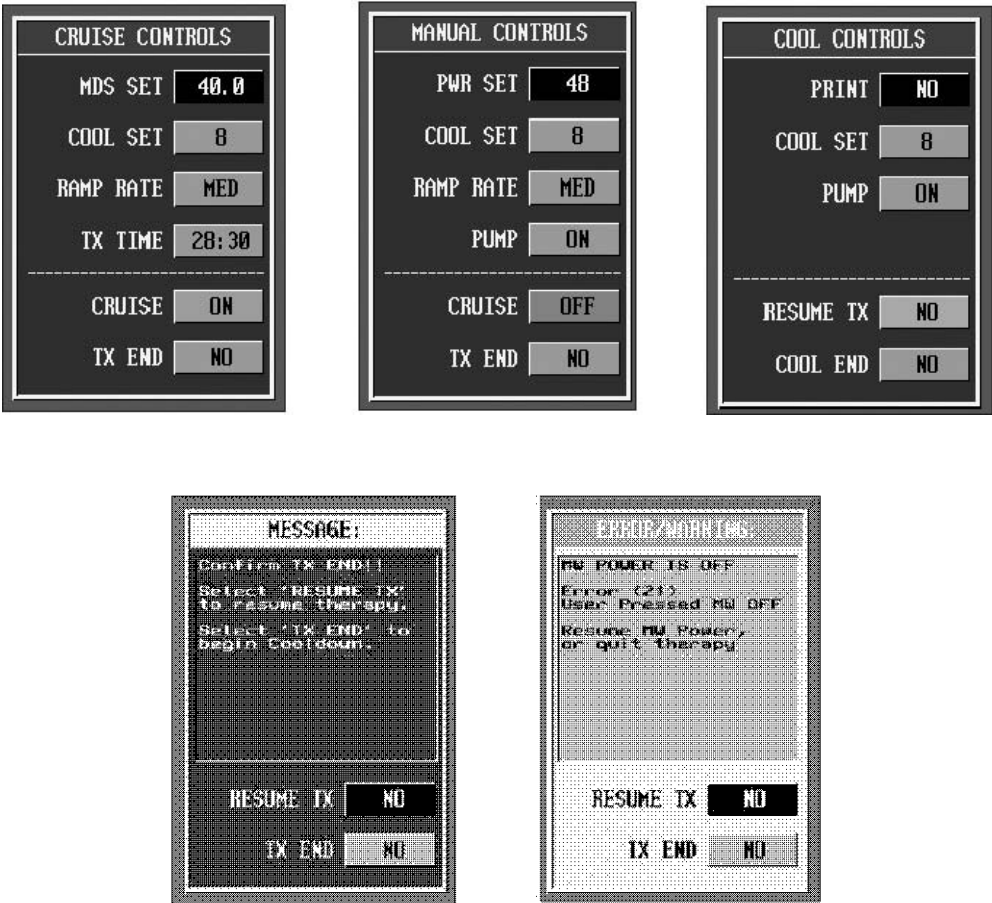 CRUISE CONTROLS
MDS SET 40.0
COOL SET 8
RAMP RATE MED
TX TIME 28:30
CRUISE ON
TX END NO
MANUAL CONTROLS
PWR SET 48
COOL SET 8
RAMP RATE MED
PUMP ON
CRUISE OFF
TX END NO
COOL CONTROLS
PRINT NO
COOL SET 8
PUMP ON
RESUME TX NO
COOL END NO
MESSAGE:
Confirm TX END!!
Select 'RESUME TX'
to resume therapy.
Select 'TX END' to
begin Cooldown.
RESUME TX NO
TX END NO
ERROR/WARNING:
MW POWER IS OFF
Error (21)
User Pressed MW OFF
Resume MW Power,
or quit therapy
RESUME TX NO
TX END NO